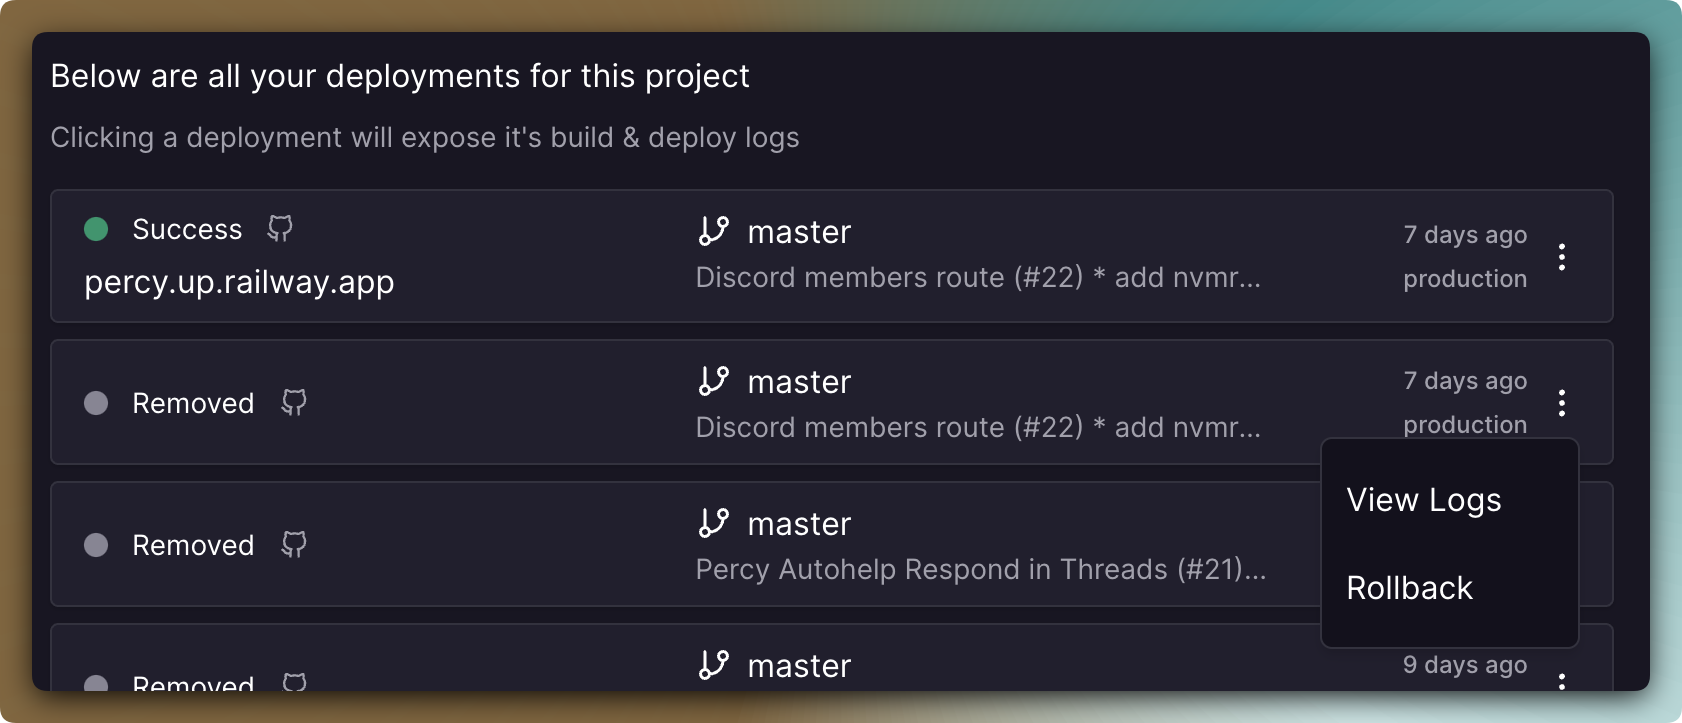 Below are all your deployments for this project
Clicking a deployment will expose it's build & deploy logs
Success
percy.up.railway.app
master
Discord members route (#22) * add nvmr...
7 days ago
production
Removed
master
Discord members route (#22) * add nvmr...
7 days ago
production
View Logs
Rollback
Removed
master
Percy Autohelp Respond in Threads (#21)...
Removed
master
9 days ago